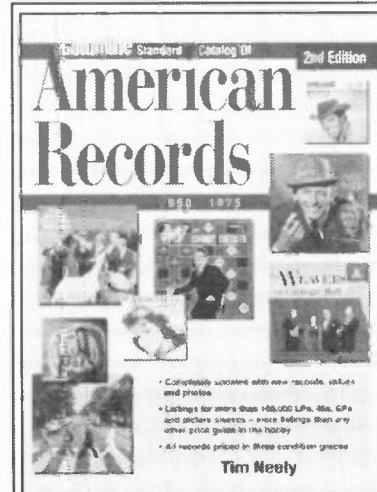 Standard Catalog Of
2nd Edition
American
Records
950 1975
WEAVERS
• Completely updated with new records, values
and photos
• Listings for more than LPs, 45s, EPs
and picture sleeves – more listings than any
other price guide in the hobby
• All records priced in three condition grades
Tim Neely